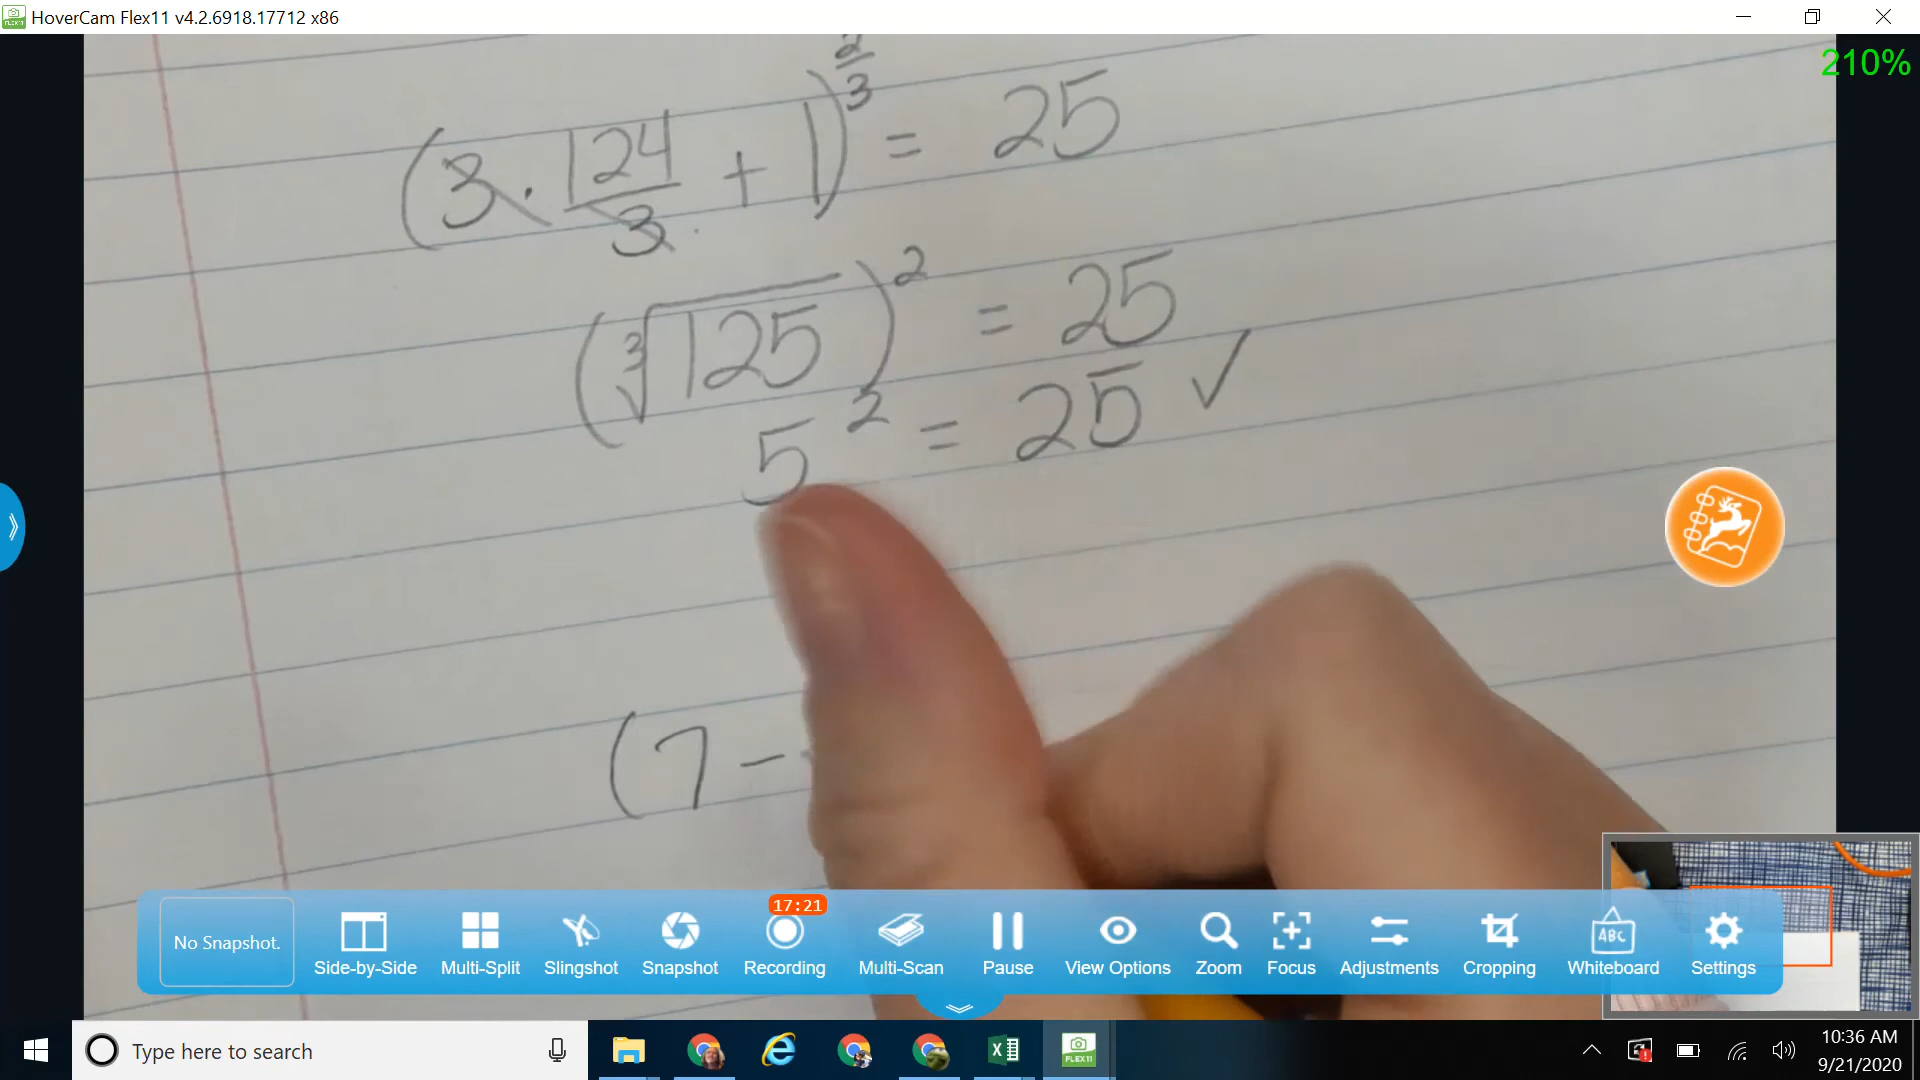 HoverCam Flex11 v4.2.6918.17712 x86
210%
(3 · 124/3 + 1)^2/3 = 25
(∛125)² = 25
5² = 25 ✓
(7 -
17:21
No Snapshot.
Side-by-Side Multi-Split Slingshot Snapshot Recording Multi-Scan Pause View Options Zoom Focus Adjustments Cropping Whiteboard Settings
ABC
Type here to search
FLEX11
10:36 AM
9/21/2020